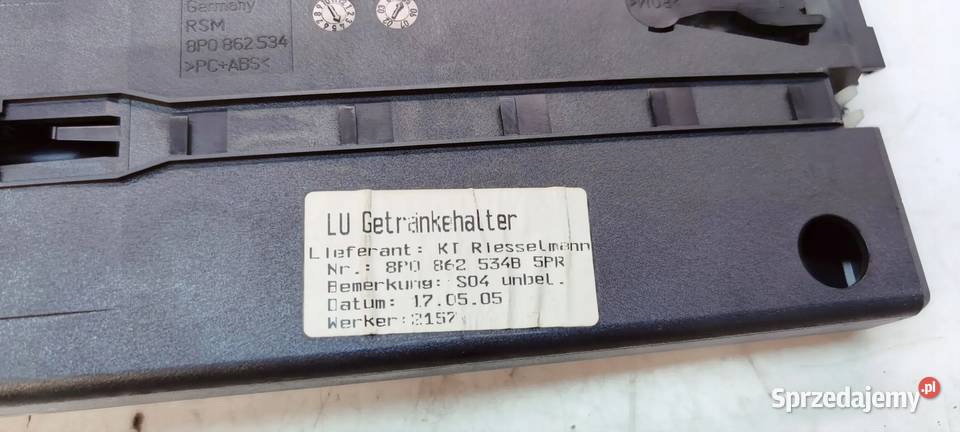 Germany
RSM
8P0 862 534
>PC+ABS<
LU Getränkehalter
Lieferant: KT Riesselmann
Nr.: 8P0 862 534B 5PR
Bemerkung: S04 unbel.
Datum: 17.05.05
Werker:2157
Sprzedajemy.pl